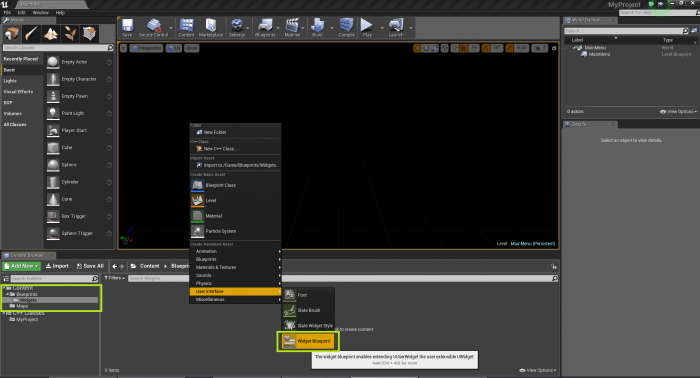 MyProject
File Edit Window Help
Modes
Search Classes
Recently Placed
Basic
Lights
Visual Effects
BSP
Volumes
All Classes
Empty Actor
Empty Character
Empty Pawn
Point Light
Player Start
Cube
Sphere
Cylinder
Cone
Box Trigger
Sphere Trigger
Save
Source Control
Content
Marketplace
Settings
Blueprints
Matinee
Build
Compile
Play
Launch
Perspective
Lit
Show
Level: MainMenu (Persistent)
Folder
New Folder
C++ Class
New C++ Class...
Import Asset
Import to /Game/Blueprints/Widgets...
Create Basic Asset
Blueprint Class
Level
Material
Particle System
Create Advanced Asset
Animation
Blueprints
Materials & Textures
Sounds
Physics
User Interface
Miscellaneous
Font
Slate Brush
Slate Widget Style
Widget Blueprint
The widget blueprint enables extending UUserWidget the user extensible UWidget.
hold (Ctrl + Alt) for more
Content Browser
Add New
Import
Save All
Content
Search Folders
Filters
Search Widgets
Content
Blueprints
Widgets
Maps
C++ Classes
MyProject
0 items
View Options
World Outliner
Search...
Label
Type
MainMenu
World
MainMenu
Level Blueprint
0 actors
View Options
Details
Select an object to view details.